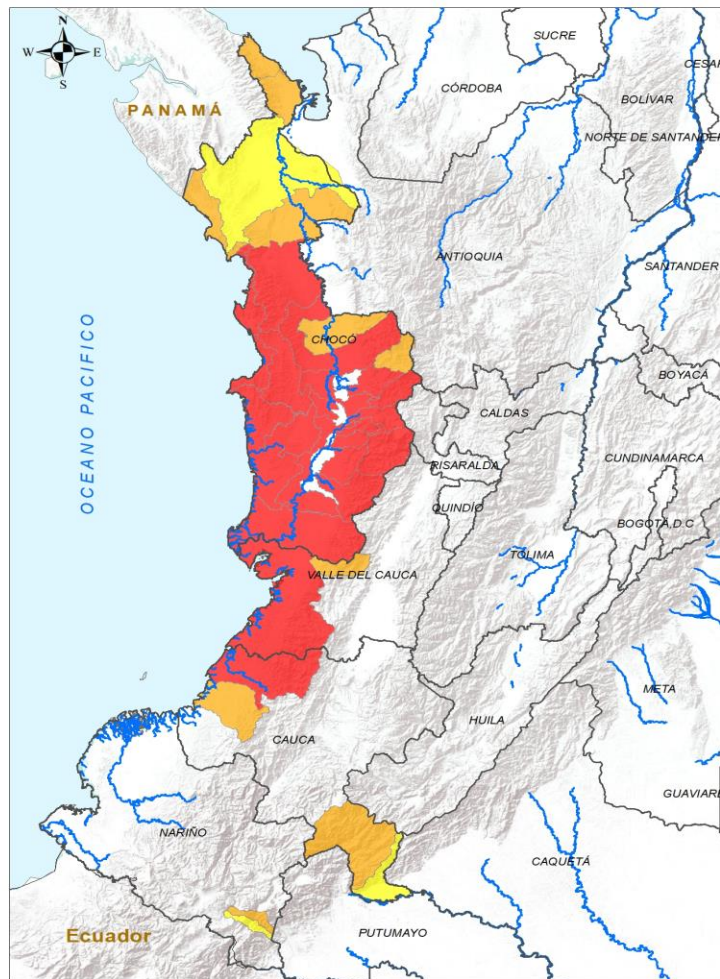 N
W E
S
SUCRE
CESAR
CÓRDOBA
BOLÍVAR
PANAMÁ
NORTE DE SANTANDER
ANTIOQUIA
SANTANDER
OCEANO PACIFICO
CHOCÓ
BOYACÁ
CALDAS
CUNDINAMARCA
RISARALDA
QUINDÍO
BOGOTÁ,D.C
TOLIMA
VALLE DEL CAUCA
META
HUILA
CAUCA
GUAVIARE
NARIÑO
CAQUETÁ
Ecuador
PUTUMAYO